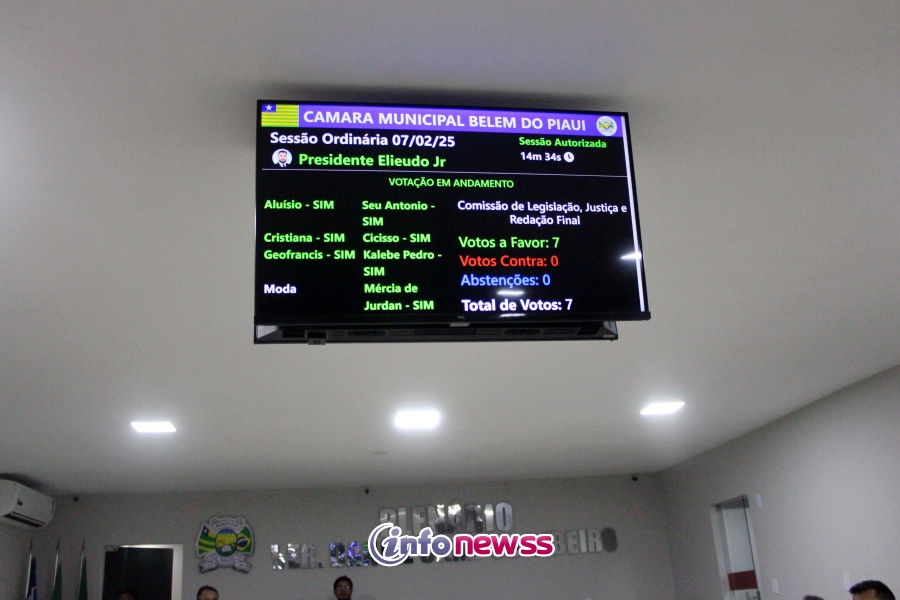 CAMARA MUNICIPAL BELEM DO PIAUI
Sessão Ordinária 07/02/25
Sessão Autorizada
Presidente Elieudo Jr
14m 34s
VOTAÇÃO EM ANDAMENTO
Aluísio - SIM
Cristiana - SIM
Geofrancis - SIM
Moda
Seu Antonio -
SIM
Cicisso - SIM
Kalebe Pedro -
SIM
Mércia de
Jurdan - SIM
Comissão de Legislação, Justiça e
Redação Final
Votos a Favor: 7
Votos Contra: 0
Abstenções: 0
Total de Votos: 7
PLENÁRIO
VER.
infonewss